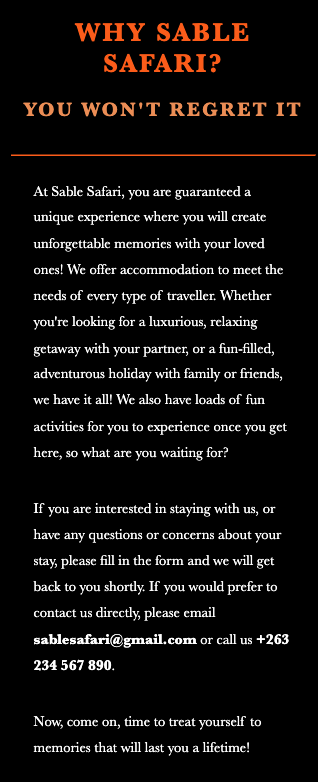 WHY SABLE
SAFARI?
YOU WON'T REGRET IT
At Sable Safari, you are guaranteed a
unique experience where you will create
unforgettable memories with your loved
ones! We offer accommodation to meet the
needs of every type of traveller. Whether
you're looking for a luxurious, relaxing
getaway with your partner, or a fun-filled,
adventurous holiday with family or friends,
we have it all! We also have loads of fun
activities for you to experience once you get
here, so what are you waiting for?
If you are interested in staying with us, or
have any questions or concerns about your
stay, please fill in the form and we will get
back to you shortly. If you would prefer to
contact us directly, please email
sablesafari@gmail.com or call us +263
234 567 890.
Now, come on, time to treat yourself to
memories that will last you a lifetime!